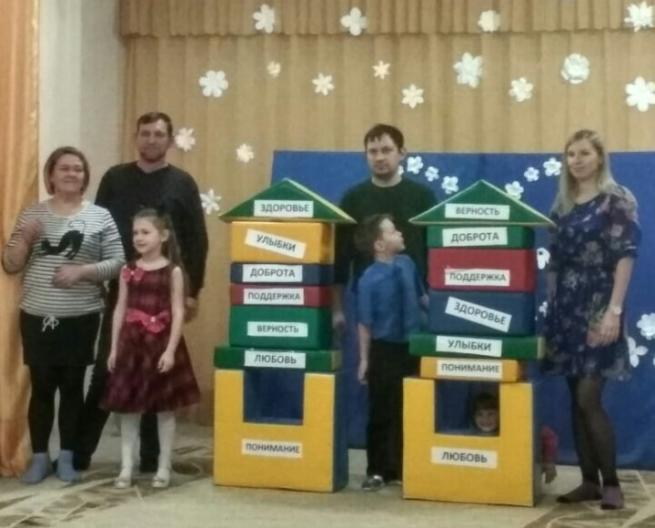 ЗДОРОВЬЕ
УЛЫБКИ
ДОБРОТА
ПОДДЕРЖКА
ВЕРНОСТЬ
ЛЮБОВЬ
ПОНИМАНИЕ
ВЕРНОСТЬ
ДОБРОТА
ПОДДЕРЖКА
ЗДОРОВЬЕ
УЛЫБКИ
ПОНИМАНИЕ
ЛЮБОВЬ